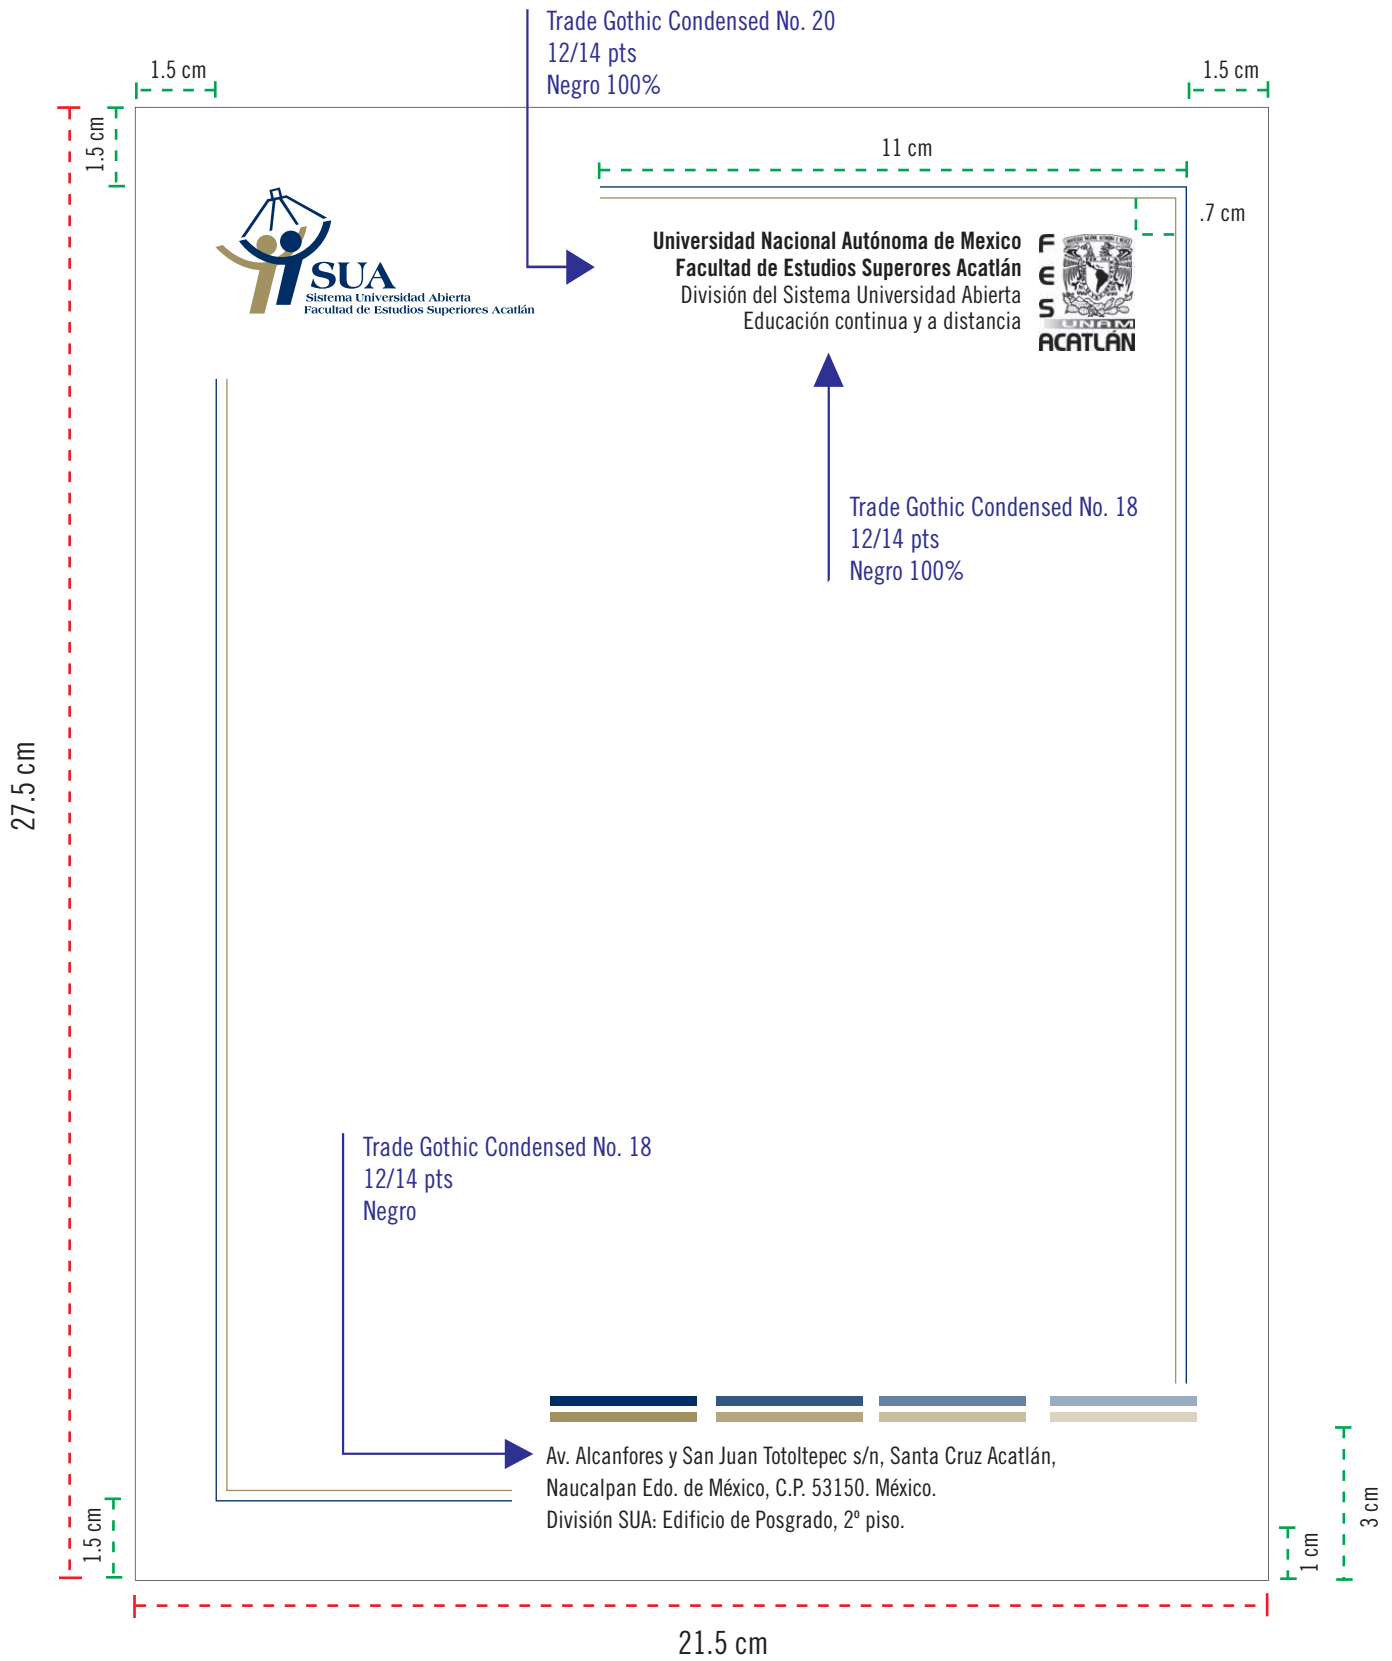 Trade Gothic Condensed No. 20
12/14 pts
Negro 100%
1.5 cm
1.5 cm
1.5 cm
11 cm
.7 cm
SUA
Sistema Universidad Abierta
Facultad de Estudios Superiores Acatlán
Universidad Nacional Autónoma de Mexico
Facultad de Estudios Superores Acatlán
División del Sistema Universidad Abierta
Educación continua y a distancia
FES
UNAM
ACATLÁN
Trade Gothic Condensed No. 18
12/14 pts
Negro 100%
27.5 cm
Trade Gothic Condensed No. 18
12/14 pts
Negro
Av. Alcanfores y San Juan Totoltepec s/n, Santa Cruz Acatlán,
Naucalpan Edo. de México, C.P. 53150. México.
División SUA: Edificio de Posgrado, 2º piso.
1.5 cm
1 cm
3 cm
21.5 cm